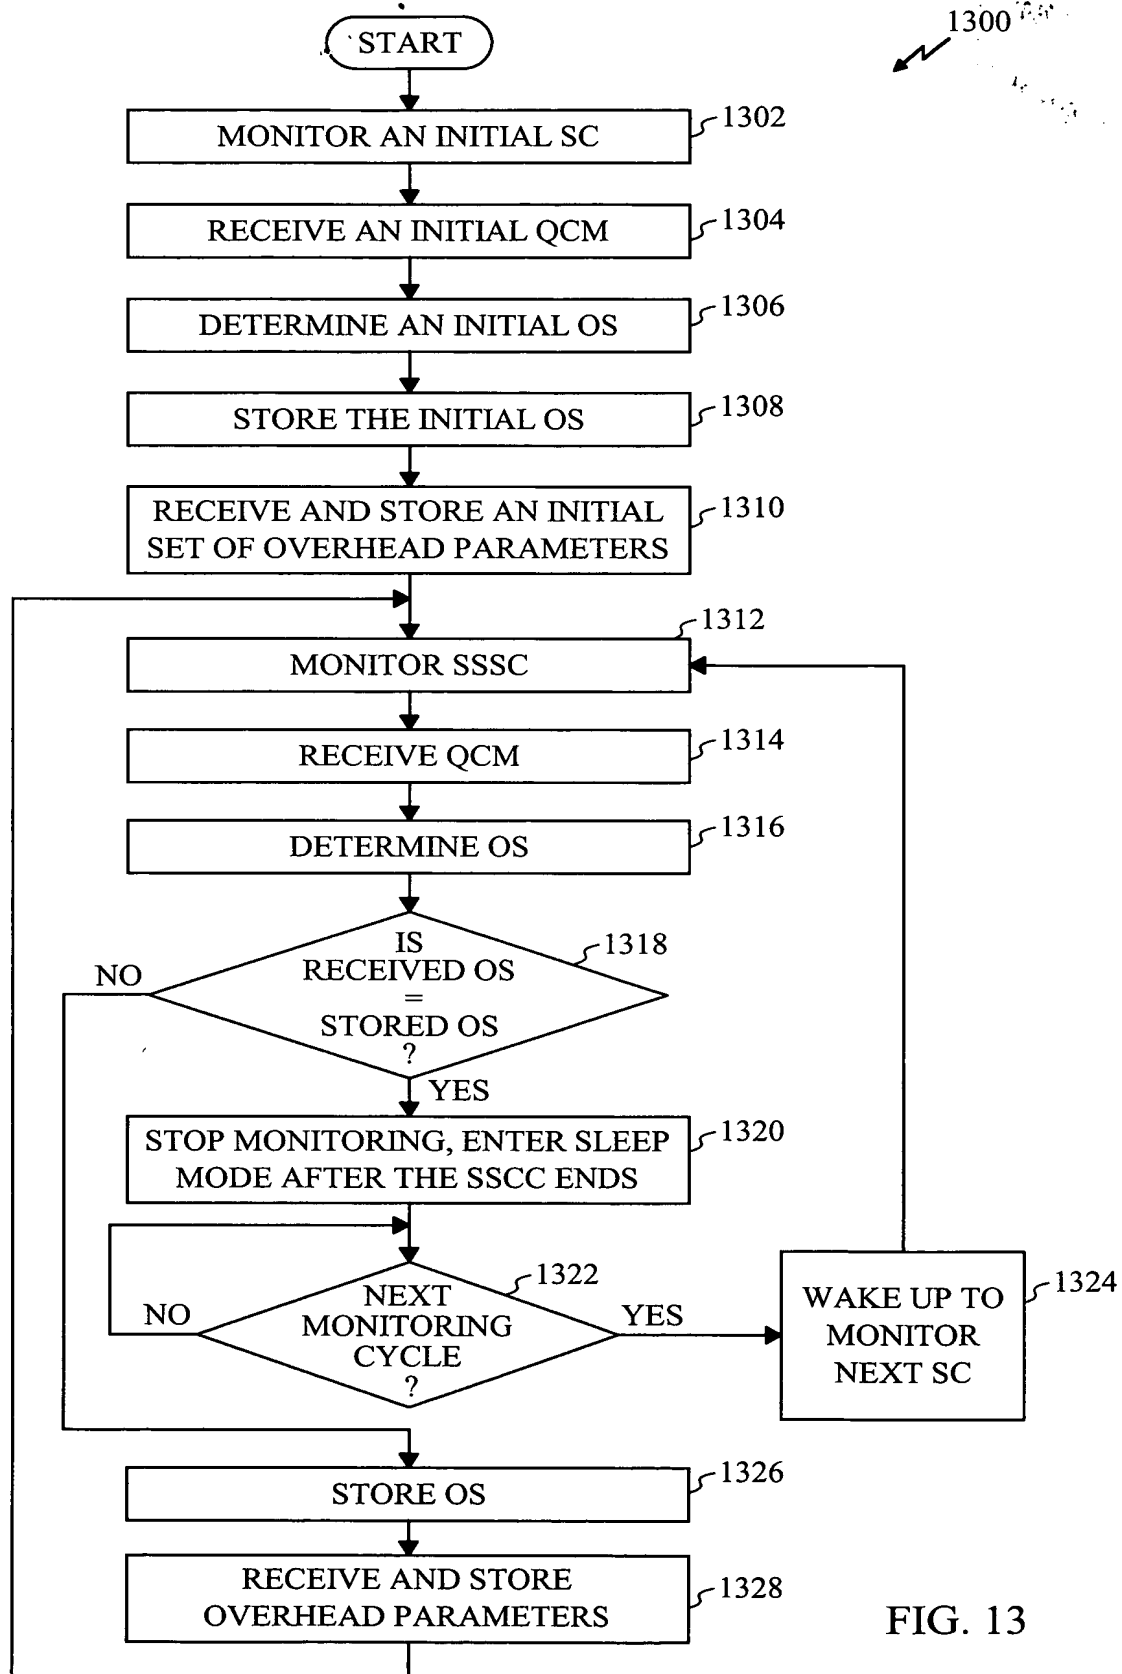 1300
START
MONITOR AN INITIAL SC
1302
RECEIVE AN INITIAL QCM
1304
DETERMINE AN INITIAL OS
1306
STORE THE INITIAL OS
1308
RECEIVE AND STORE AN INITIAL
SET OF OVERHEAD PARAMETERS
1310
MONITOR SSSC
1312
RECEIVE QCM
1314
DETERMINE OS
1316
IS
RECEIVED OS
=
STORED OS
?
1318
NO
YES
STOP MONITORING, ENTER SLEEP
MODE AFTER THE SSCC ENDS
1320
NEXT
MONITORING
CYCLE
?
1322
NO
YES
WAKE UP TO
MONITOR
NEXT SC
1324
STORE OS
1326
RECEIVE AND STORE
OVERHEAD PARAMETERS
1328
FIG. 13